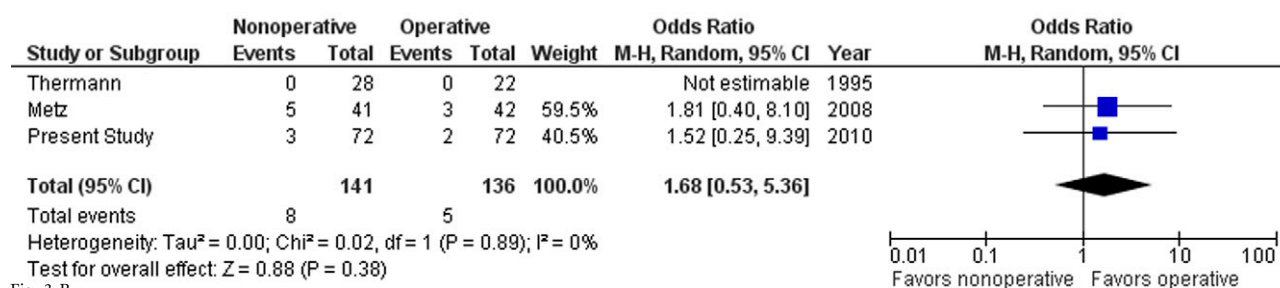 Nonoperative Operative Odds Ratio Odds Ratio
Study or Subgroup Events Total Events Total Weight M-H, Random, 95% CI Year M-H, Random, 95% CI
Thermann 0 28 0 22 Not estimable 1995
Metz 5 41 3 42 59.5% 1.81 [0.40, 8.10] 2008
Present Study 3 72 2 72 40.5% 1.52 [0.25, 9.39] 2010
Total (95% CI) 141 136 100.0% 1.68 [0.53, 5.36]
Total events 8 5
Heterogeneity: Tau² = 0.00; Chi² = 0.02, df = 1 (P = 0.89); I² = 0%
Test for overall effect: Z = 0.88 (P = 0.38)
0.01 0.1 1 10 100
Favors nonoperative Favors operative